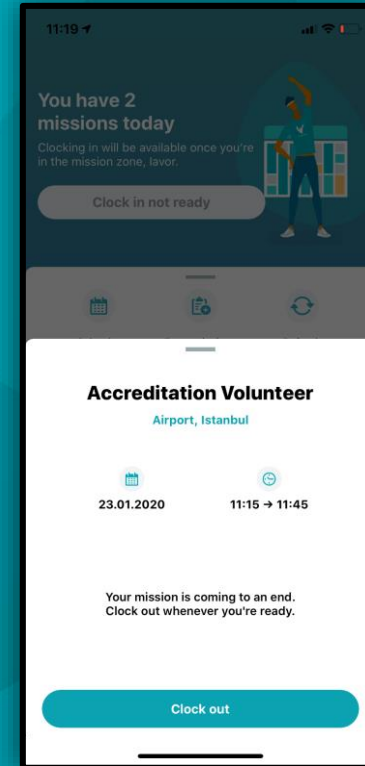 11:19
You have 2
missions today
Clocking in will be available once you're
in the mission zone, lavor.
Clock in not ready
Accreditation Volunteer
Airport, Istanbul
23.01.2020
11:15 → 11:45
Your mission is coming to an end.
Clock out whenever you're ready.
Clock out